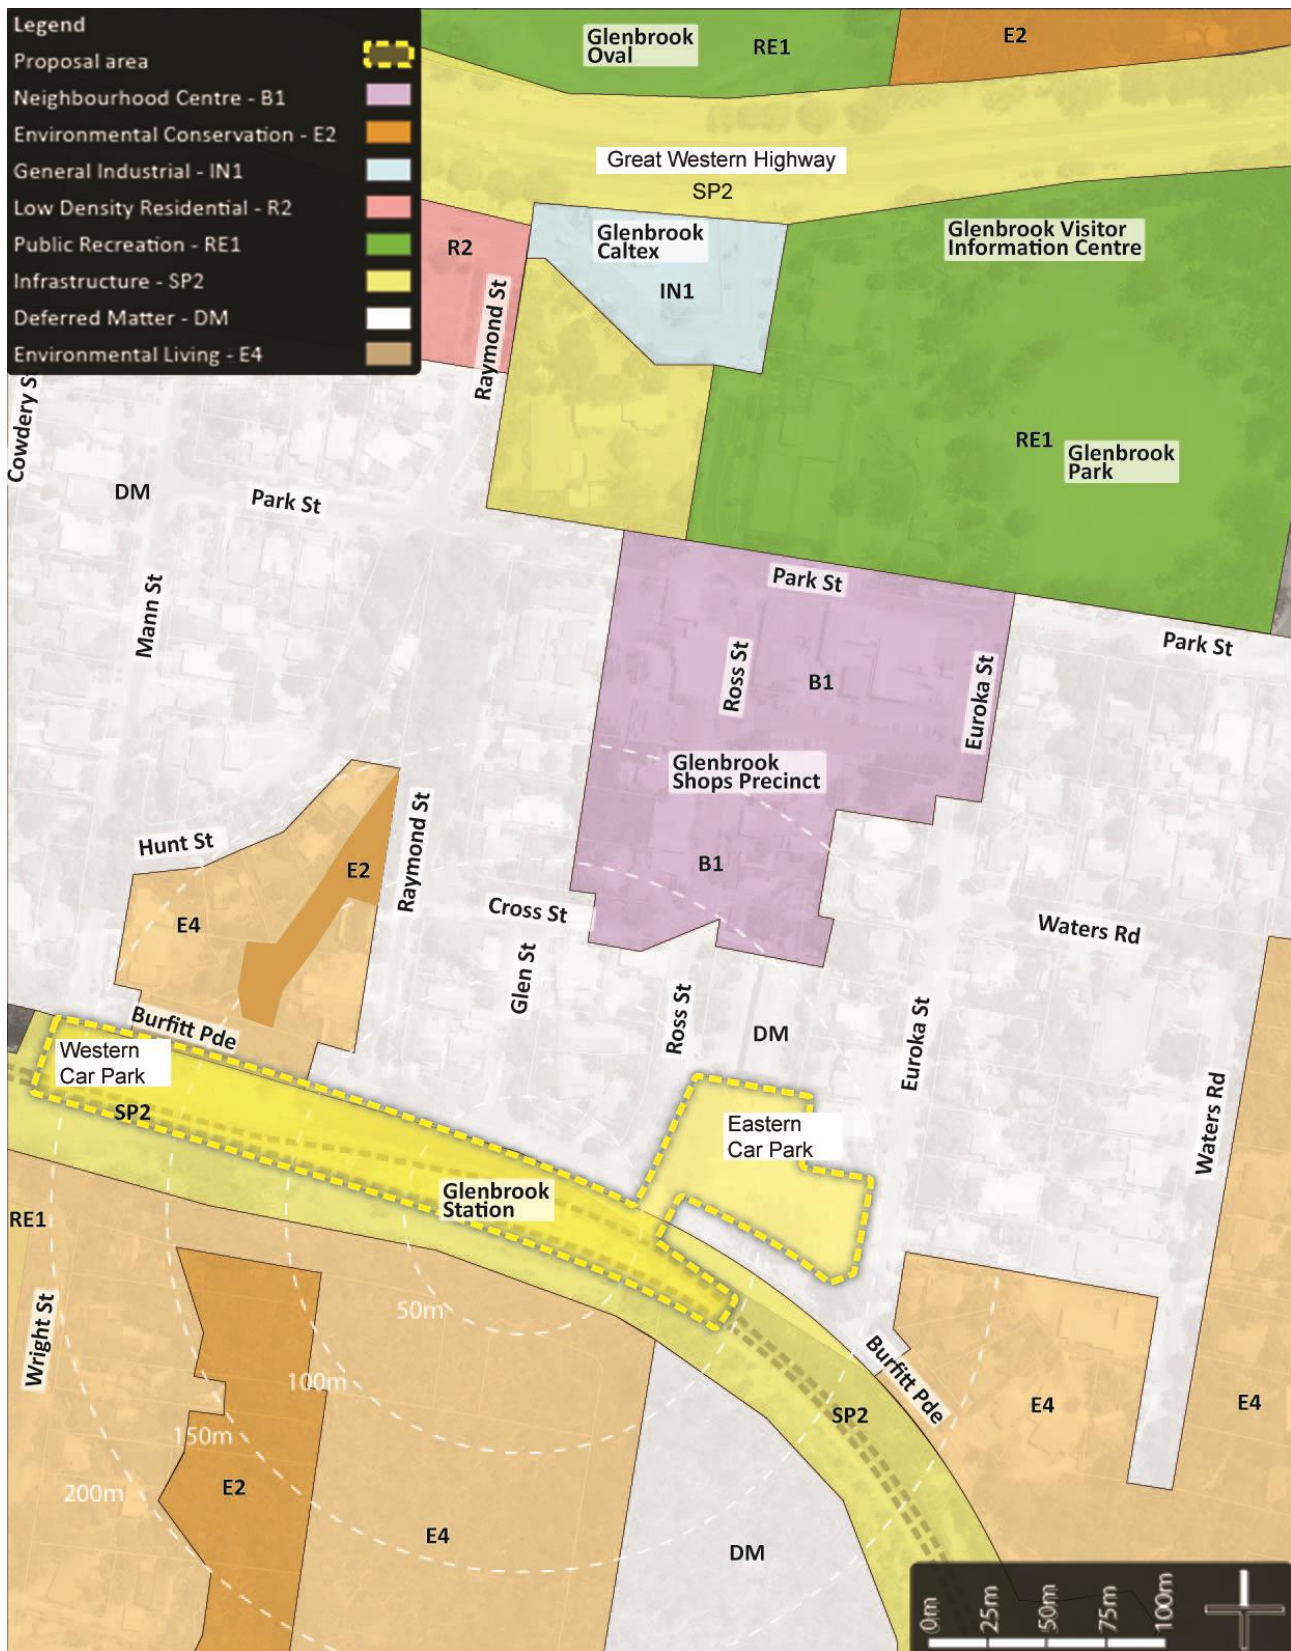 Legend
Proposal area
Neighbourhood Centre - B1
Environmental Conservation - E2
General Industrial - IN1
Low Density Residential - R2
Public Recreation - RE1
Infrastructure - SP2
Deferred Matter - DM
Environmental Living - E4
Glenbrook
Oval
RE1
E2
Great Western Highway
SP2
R2
Glenbrook
Caltex
IN1
Glenbrook Visitor
Information Centre
Raymond St
Cowdery St
DM
Park St
RE1
Glenbrook
Park
Mann St
Park St
Park St
Ross St
B1
Euroka St
Glenbrook
Shops Precinct
Hunt St
E2
Raymond St
B1
E4
Cross St
Glen St
Waters Rd
Burfitt Pde
Ross St
DM
Euroka St
Western
Car Park
SP2
Eastern
Car Park
Waters Rd
Glenbrook
Station
RE1
50m
Wright St
100m
150m
200m
E2
E4
DM
SP2
Burfitt Pde
E4
E4
0m
25m
50m
75m
100m